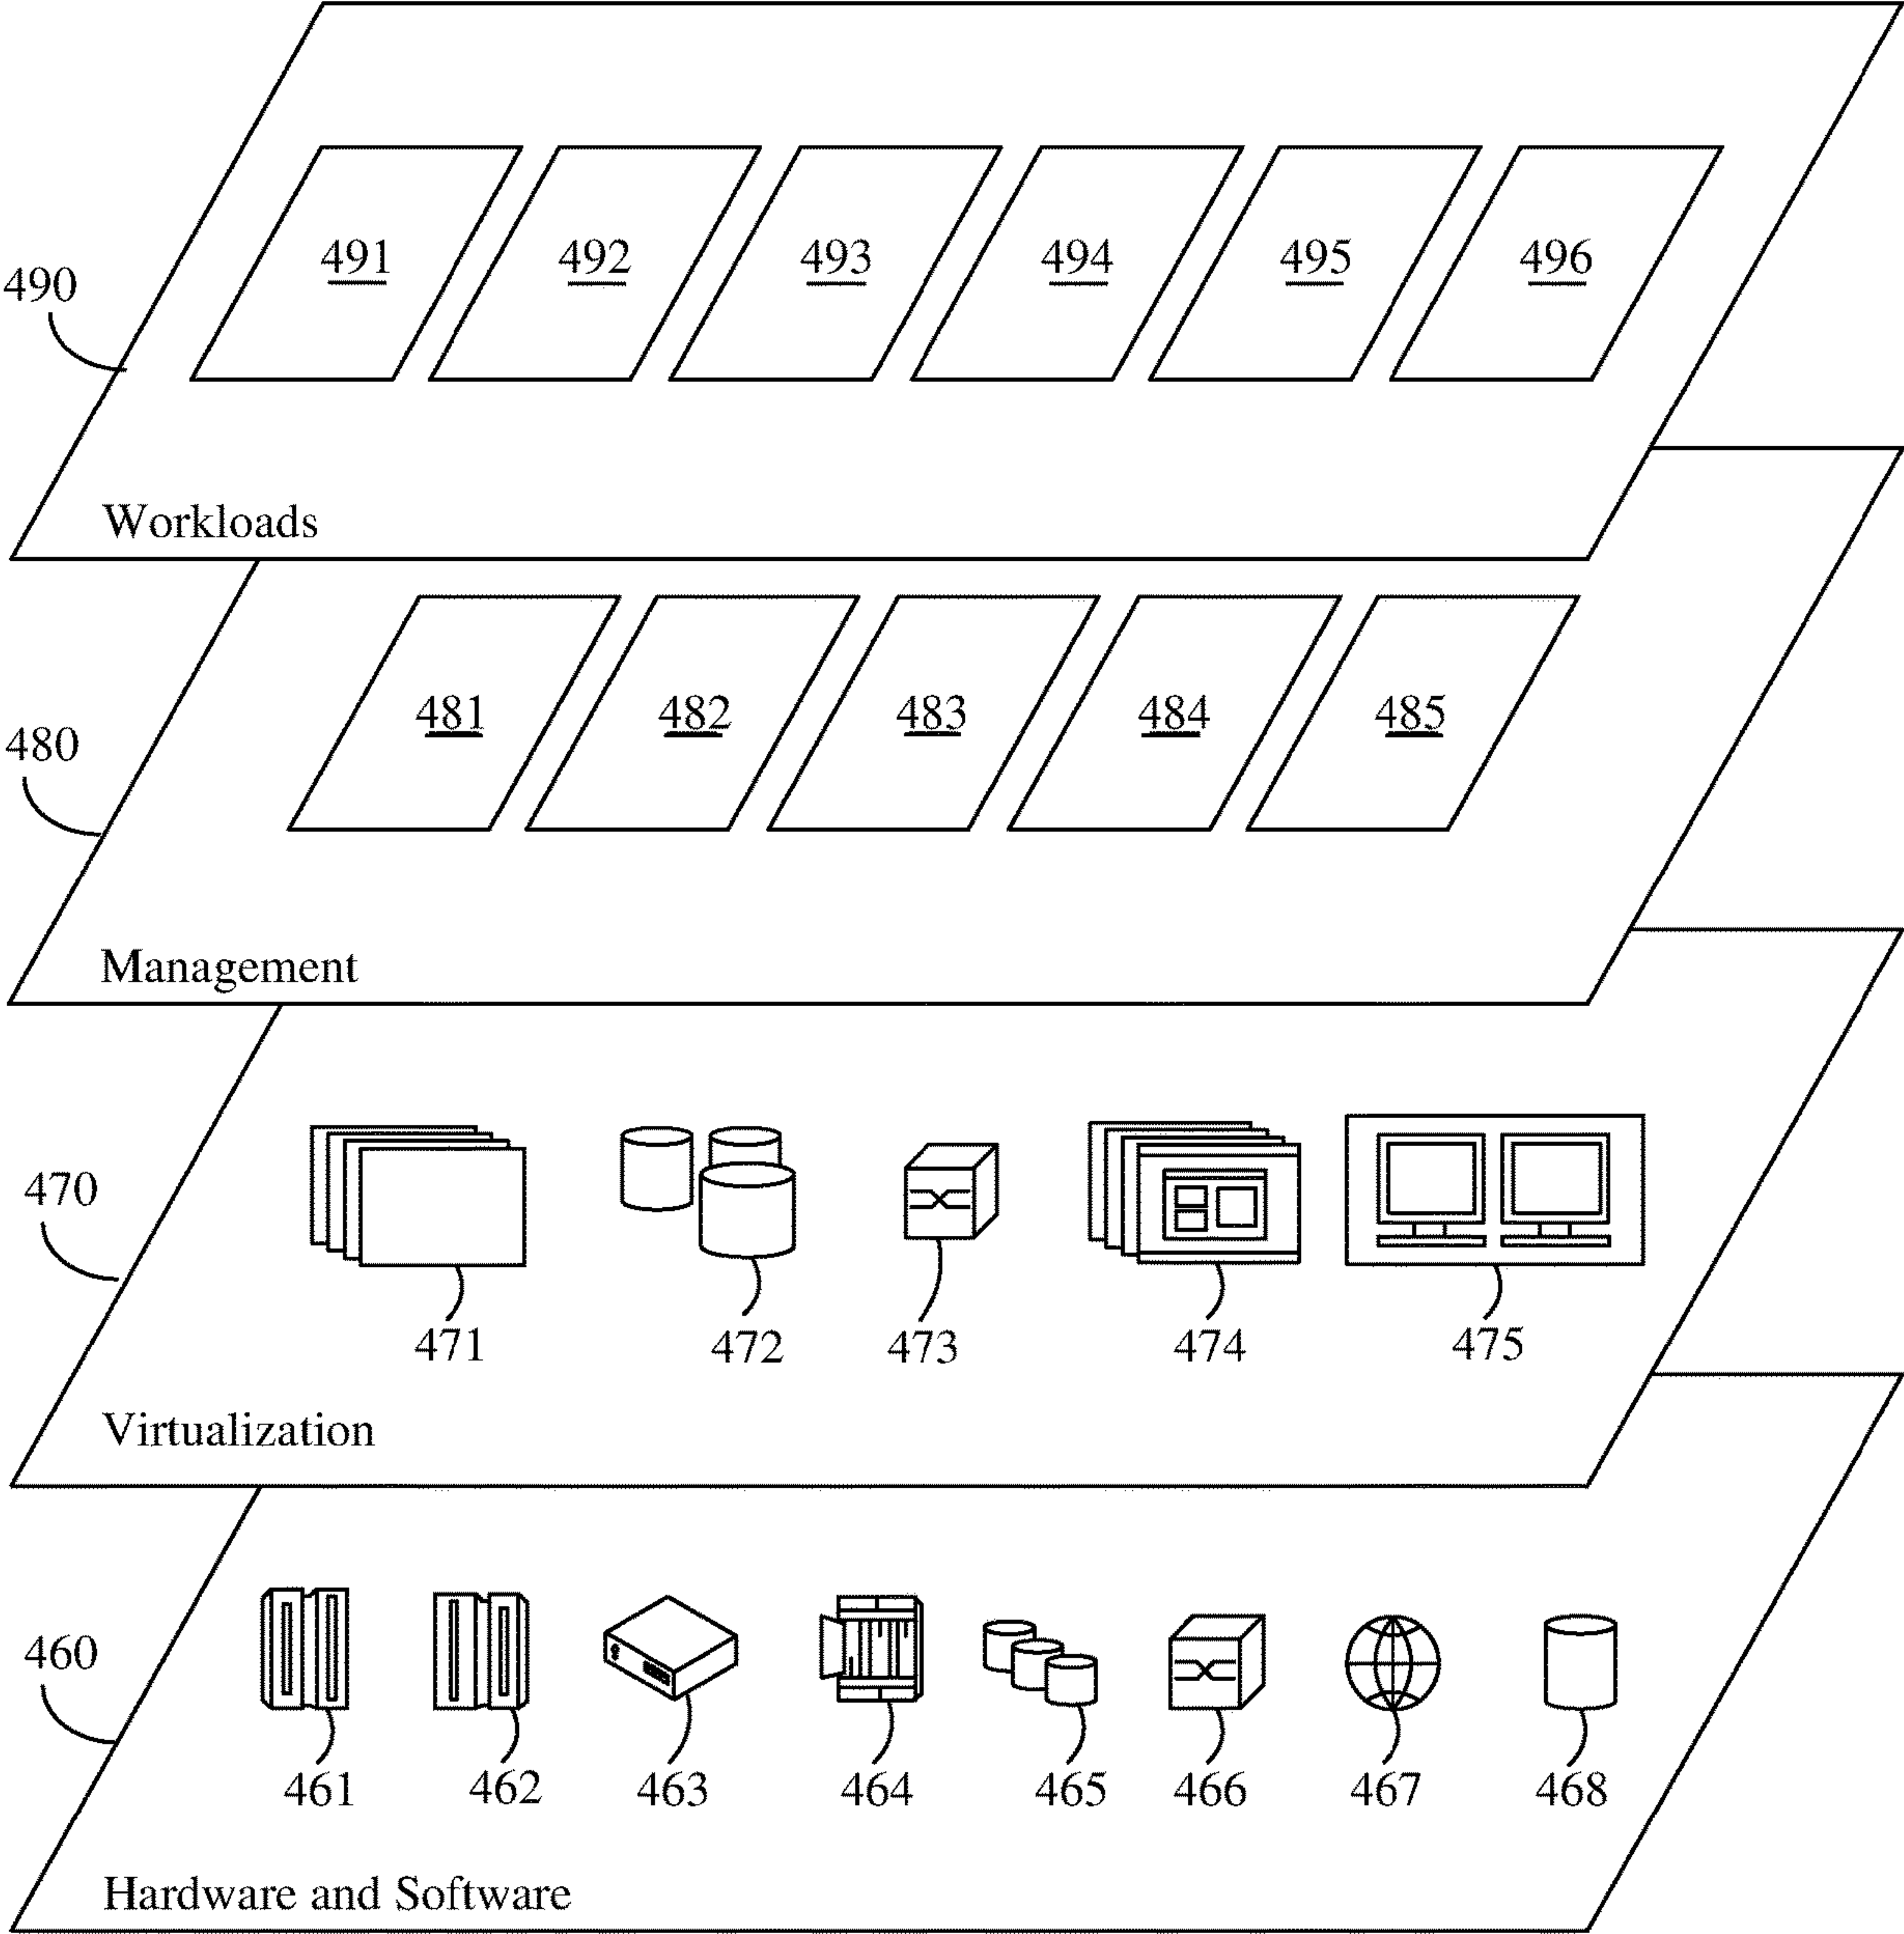 491 492 493 494 495 496
490
Workloads
481 482 483 484 485
480
Management
470
471 472 473 474 475
Virtualization
460
461 462 463 464 465 466 467 468
Hardware and Software